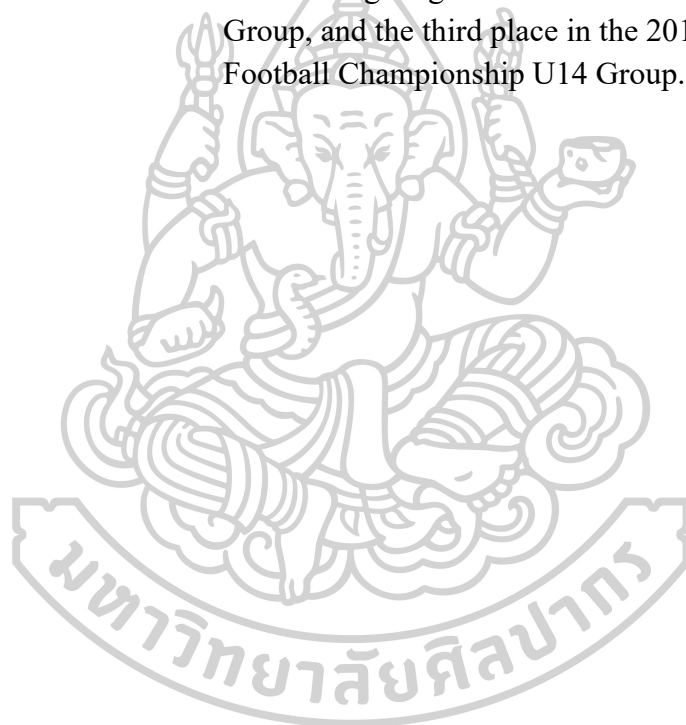 Group, and the third place in the 201
Football Championship U14 Group.
มหาวิทยาลัยศิลปากร